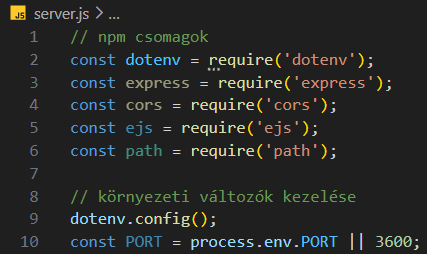 JS server.js > ...
1 // npm csomagok
2 const dotenv = require('dotenv');
3 const express = require('express');
4 const cors = require('cors');
5 const ejs = require('ejs');
6 const path = require('path');
7
8 // környezeti változók kezelése
9 dotenv.config();
10 const PORT = process.env.PORT || 3600;